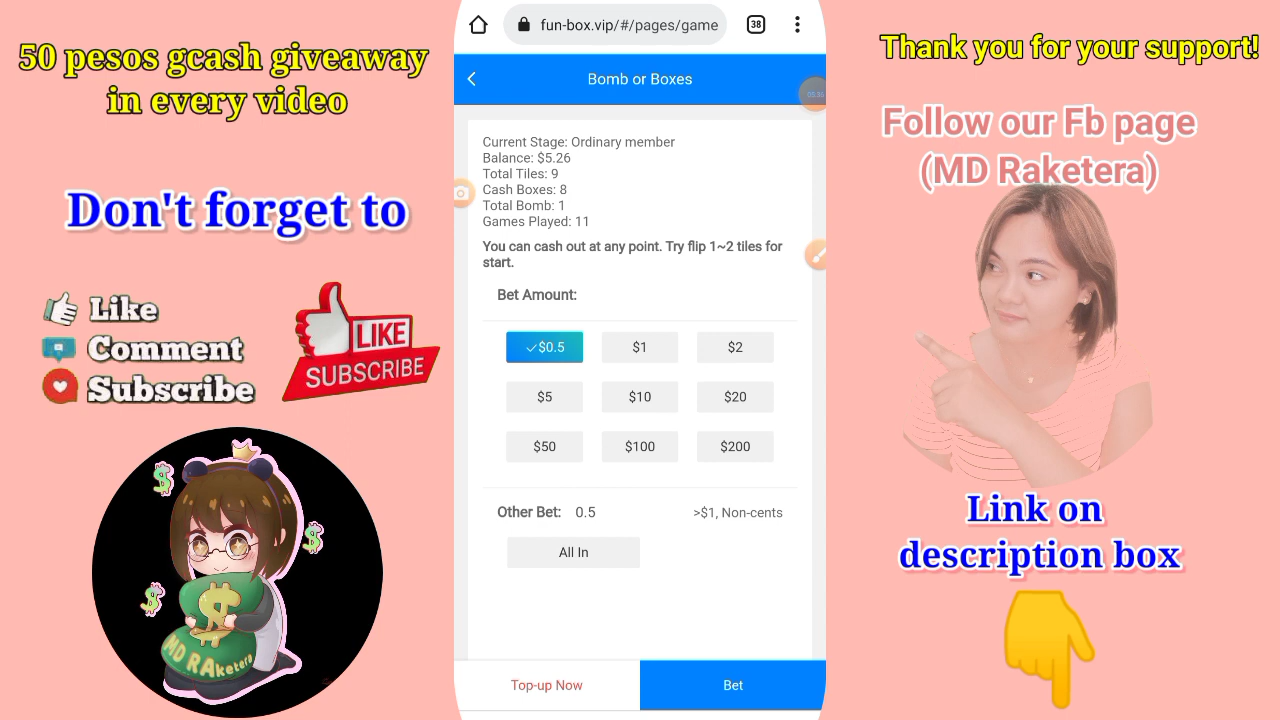 50 pesos gcash giveaway
in every video
Don't forget to
Like
Comment
Subscribe
LIKE
SUBSCRIBE
MD RAketera
fun-box.vip/#/pages/game
38
Bomb or Boxes
Current Stage: Ordinary member
Balance: $5.26
Total Tiles: 9
Cash Boxes: 8
Total Bomb: 1
Games Played: 11
You can cash out at any point. Try flip 1~2 tiles for
start.
Bet Amount:
$0.5 $1 $2
$5 $10 $20
$50 $100 $200
Other Bet: 0.5 >$1, Non-cents
All In
Top-up Now Bet
Thank you for your support!
Follow our Fb page
(MD Raketera)
Link on
description box